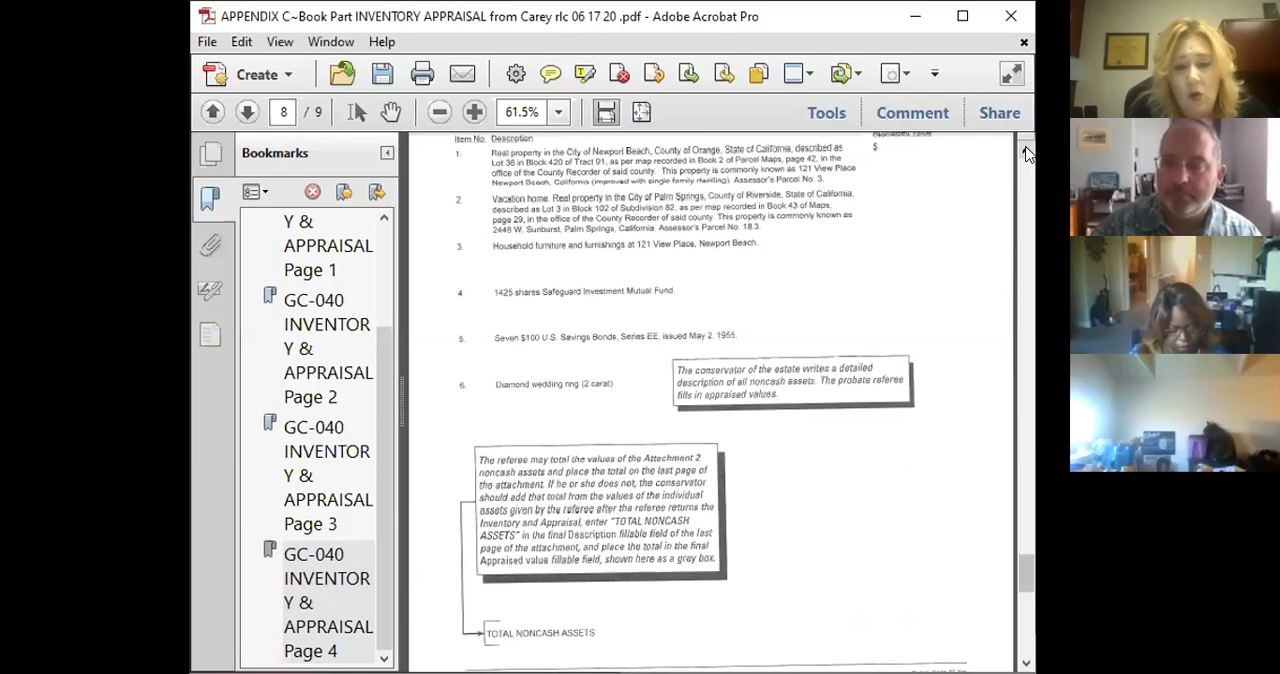 APPENDIX C~Book Part INVENTORY APPRAISAL from Carey rlc 06 17 20 .pdf - Adobe Acrobat Pro
File Edit View Window Help
Create
8 / 9 61.5% Tools Comment Share
Bookmarks
Y &
APPRAISAL
Page 1
GC-040
INVENTOR
Y &
APPRAISAL
Page 2
GC-040
INVENTOR
Y &
APPRAISAL
Page 3
GC-040
INVENTOR
Y &
APPRAISAL
Page 4
Item No. Description
$
1. Real property in the City of Newport Beach, County of Orange, State of California, described as
Lot 36 in Block 420 of Tract 91, as per map recorded in Book 2 of Parcel Maps, page 42, in the
office of the County Recorder of said county. This property is commonly known as 121 View Place
Newport Beach, California (improved with single family dwelling) Assessor's Parcel No. 3.
2 Vacation home. Real property in the City of Palm Springs, County of Riverside, State of California,
described as Lot 3 in Block 102 of Subdivision 82, as per map recorded in Book 43 of Maps,
page 29, in the office of the County Recorder of said county. This property is commonly known as
2448 W. Sunburst, Palm Springs, California. Assessor's Parcel No. 18.3.
3. Household furniture and furnishings at 121 View Place, Newport Beach.
4 1425 shares Safeguard Investment Mutual Fund.
5. Seven $100 U.S. Savings Bonds, Series EE, issued May 2. 1955.
6. Diamond wedding ring (2 carat)
The conservator of the estate writes a detailed
description of all noncash assets. The probate referee
fills in appraised values.
The referee may total the values of the Attachment 2
noncash assets and place the total on the last page of
the attachment. If he or she does not, the conservator
should add that total from the values of the individual
assets given by the referee after the referee returns the
Inventory and Appraisal, enter "TOTAL NONCASH
ASSETS" in the final Description fillable field of the last
page of the attachment, and place the total in the final
Appraised value fillable field, shown here as a grey box.
TOTAL NONCASH ASSETS